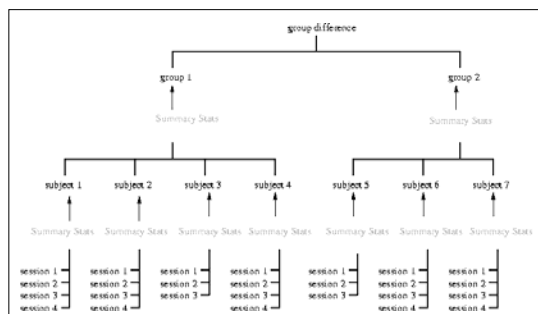 group difference
group 1 group 2
Summary Stats Summary Stats
subject 1 subject 2 subject 3 subject 4 subject 5 subject 6 subject 7
Summary Stats Summary Stats Summary Stats Summary Stats Summary Stats Summary Stats Summary Stats
session 1 session 1 session 1 session 1 session 1 session 1 session 1
session 2 session 2 session 2 session 2 session 2 session 2 session 2
session 3 session 3 session 3 session 3 session 3 session 3 session 3
session 4 session 4 session 4 session 4 session 4